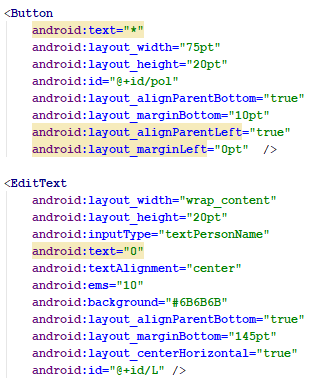 <Button
android:text="*"
android:layout_width="75pt"
android:layout_height="20pt"
android:id="@+id/pol"
android:layout_alignParentBottom="true"
android:layout_marginBottom="10pt"
android:layout_alignParentLeft="true"
android:layout_marginLeft="0pt"  />
<EditText
android:layout_width="wrap_content"
android:layout_height="20pt"
android:inputType="textPersonName"
android:text="0"
android:textAlignment="center"
android:ems="10"
android:background="#6B6B6B"
android:layout_alignParentBottom="true"
android:layout_marginBottom="145pt"
android:layout_centerHorizontal="true"
android:id="@+id/L" />